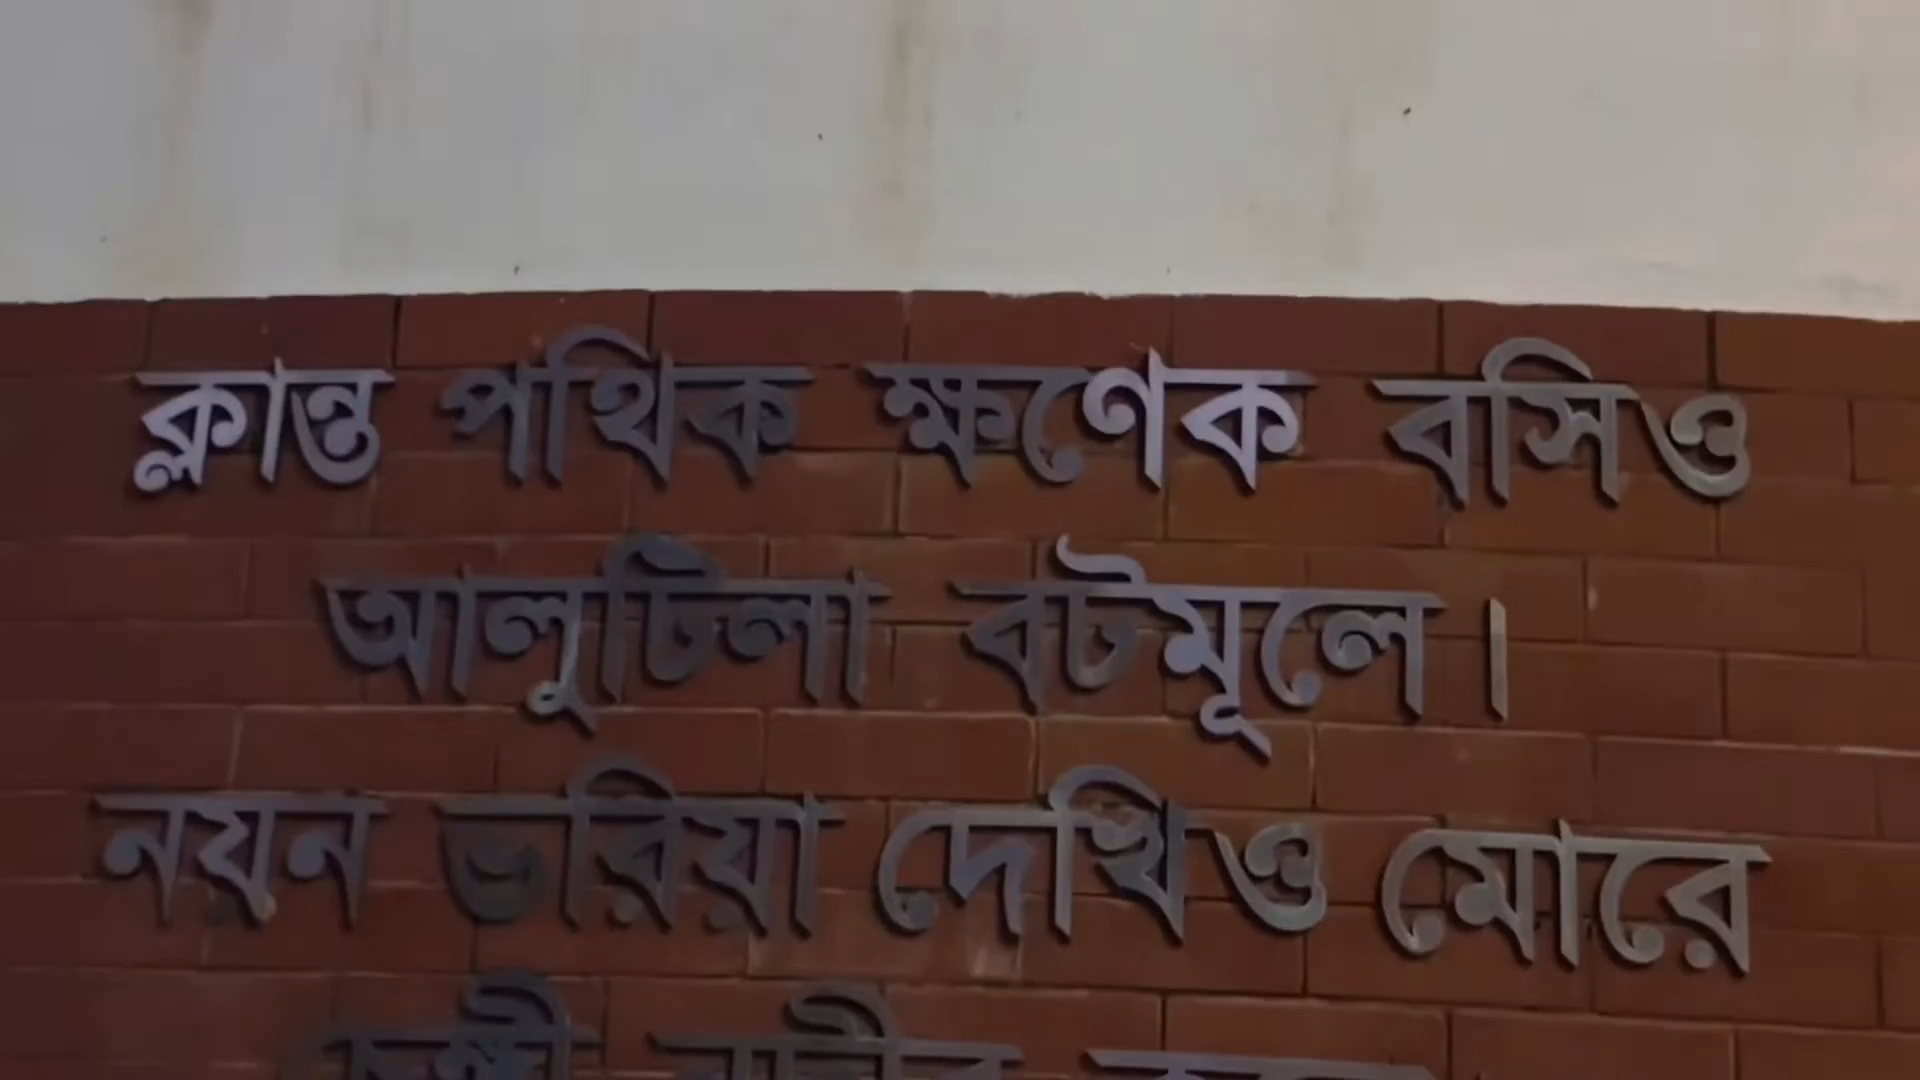 ক্লান্ত পথিক ক্ষণেক বসিও
আলুটিলা বটমূলে।
নয়ন ভরিয়া দেখিও মোরে